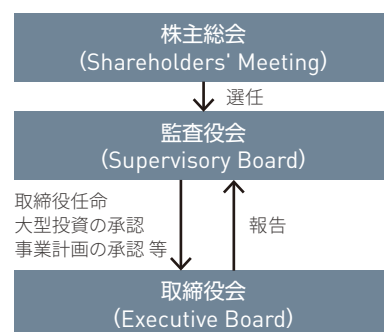 株主総会
(Shareholders' Meeting)
選任
監査役会
(Supervisory Board)
取締役任命
大型投資の承認
事業計画の承認 等
報告
取締役会
(Executive Board)